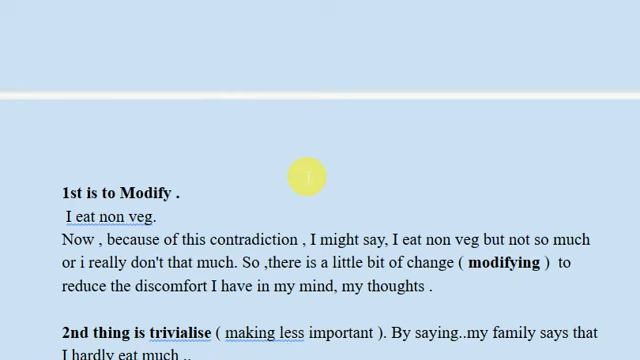 1st is to Modify .
I eat non veg.
Now , because of this contradiction , I might say, I eat non veg but not so much
or i really don't that much. So ,there is a little bit of change ( modifying ) to
reduce the discomfort I have in my mind, my thoughts .
2nd thing is trivialise ( making less important ). By saying..my family says that
I hardly eat much ..